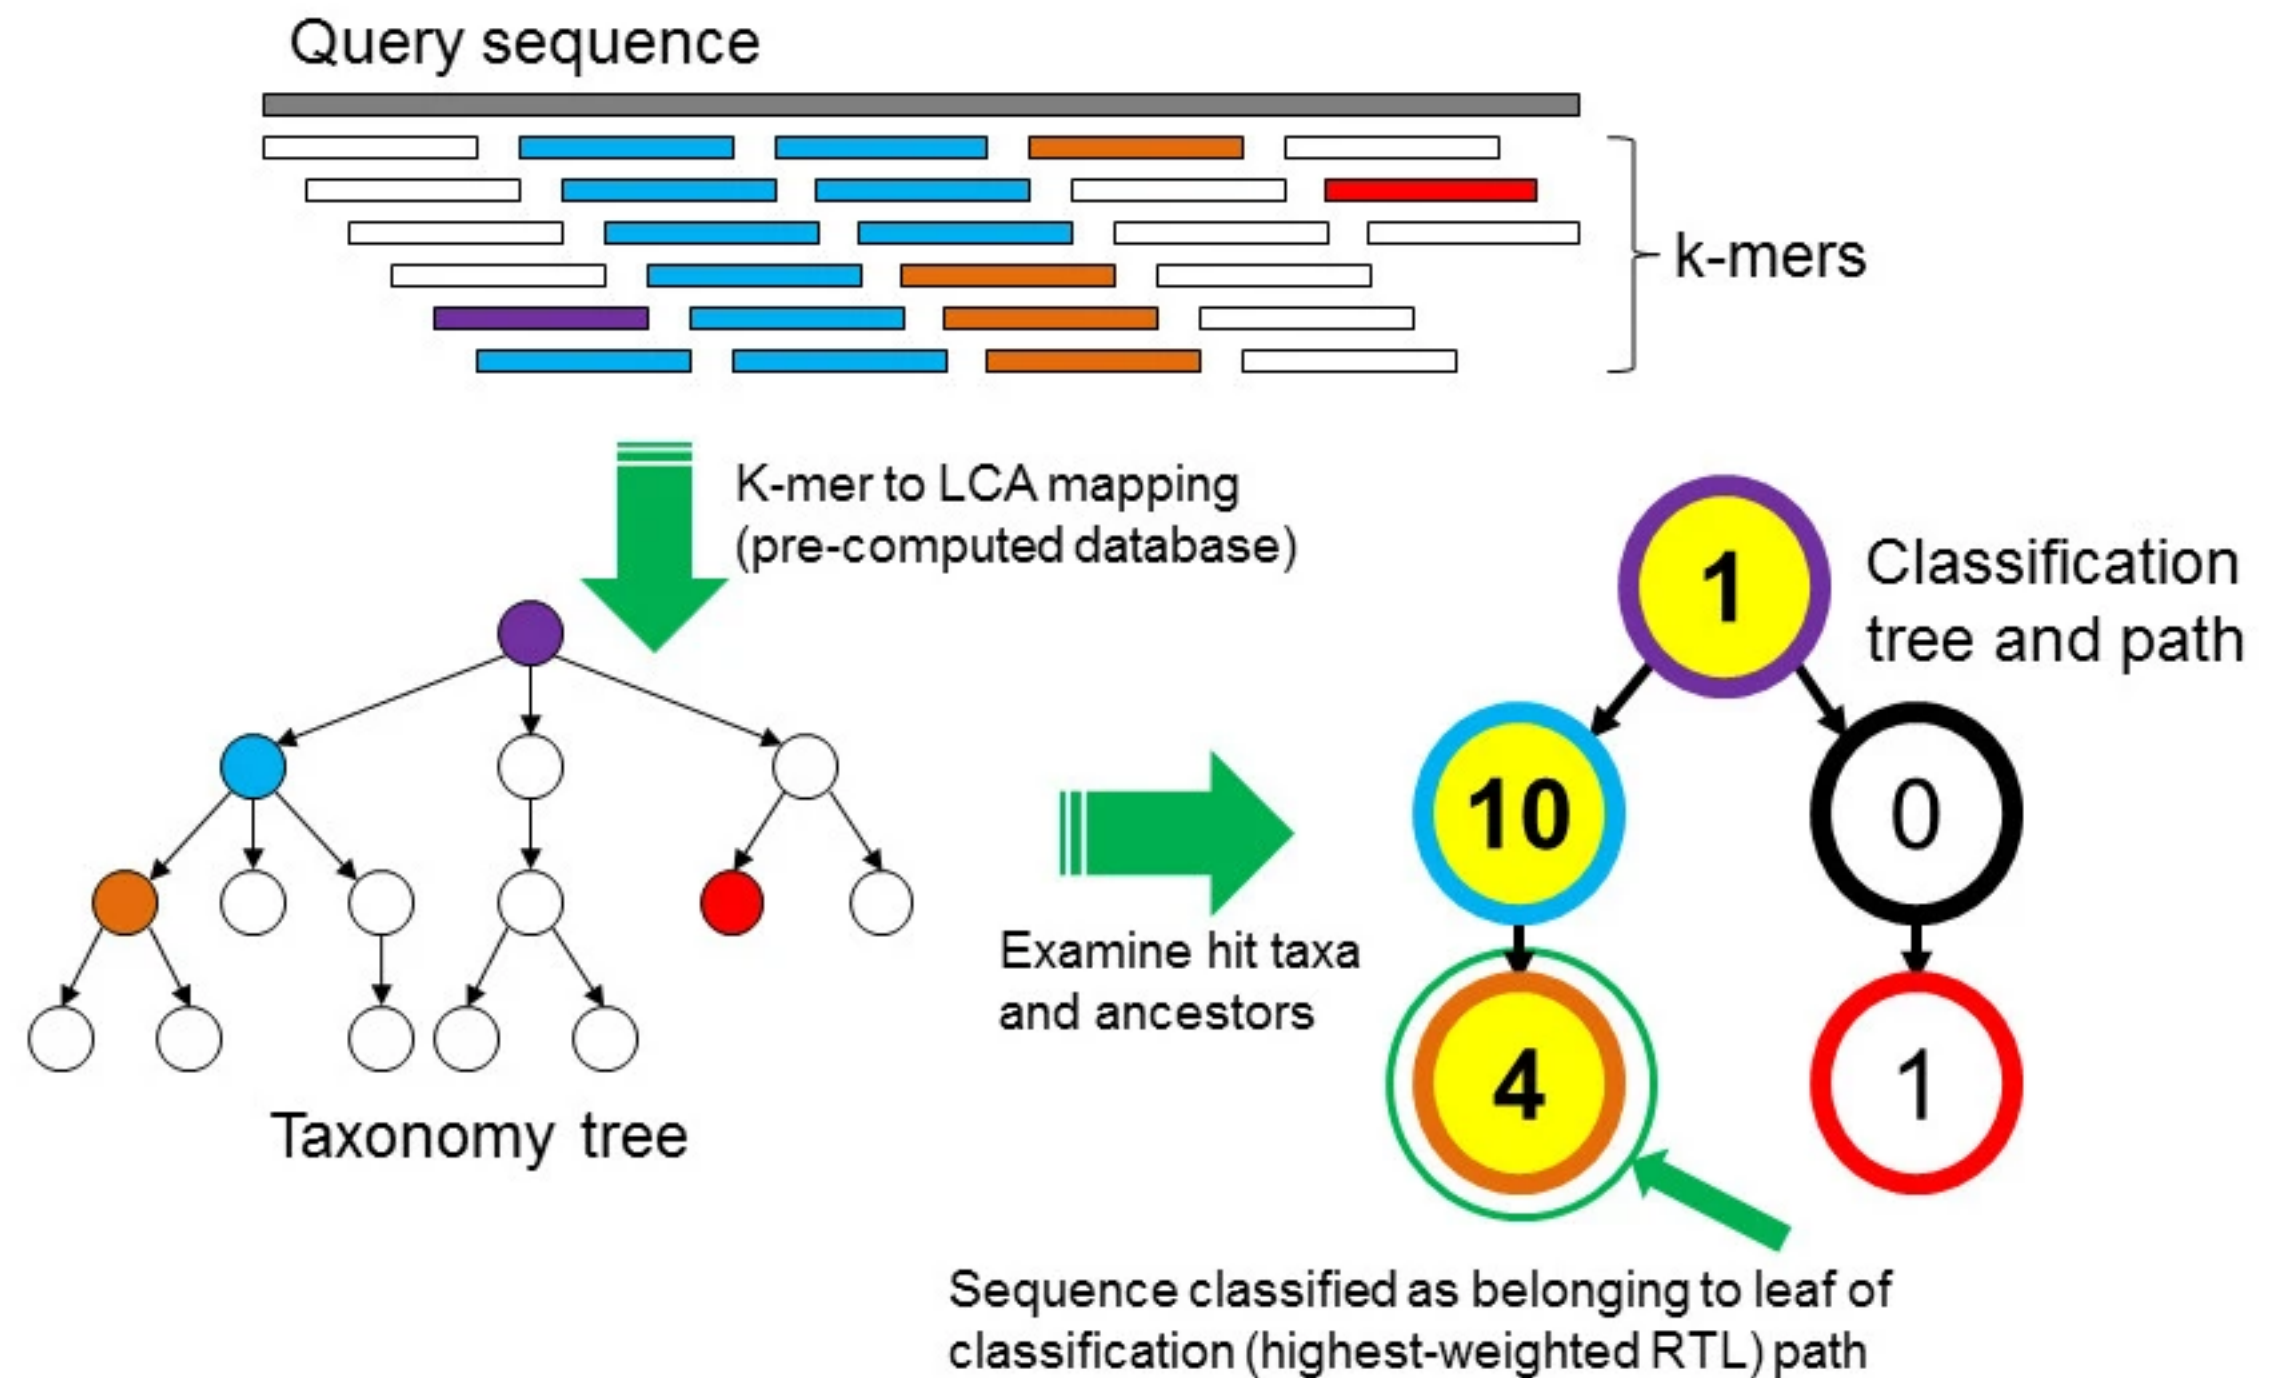 Query sequence
k-mers
K-mer to LCA mapping
(pre-computed database)
1
Classification
tree and path
10
0
Examine hit taxa
and ancestors
4
1
Taxonomy tree
Sequence classified as belonging to leaf of
classification (highest-weighted RTL) path